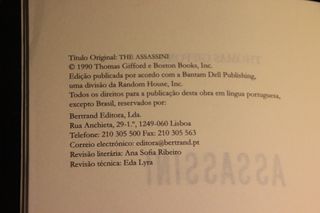 Título Original: THE ASSASSINI
© 1990 Thomas Gifford e Boston Books, Inc.
Edição publicada por acordo com a Bantam Dell Publishing,
uma divisão da Random House, Inc.
Todos os direitos para a publicação desta obra em língua portuguesa,
excepto Brasil, reservados por:
Bertrand Editora, Lda.
Rua Anchieta, 29-1.º, 1249-060 Lisboa
Telefone: 210 305 500 Fax: 210 305 563
Correio electrónico: editora@bertrand.pt
Revisão literária: Ana Sofia Ribeiro
Revisão técnica: Eda Lyra
ASSASSINI